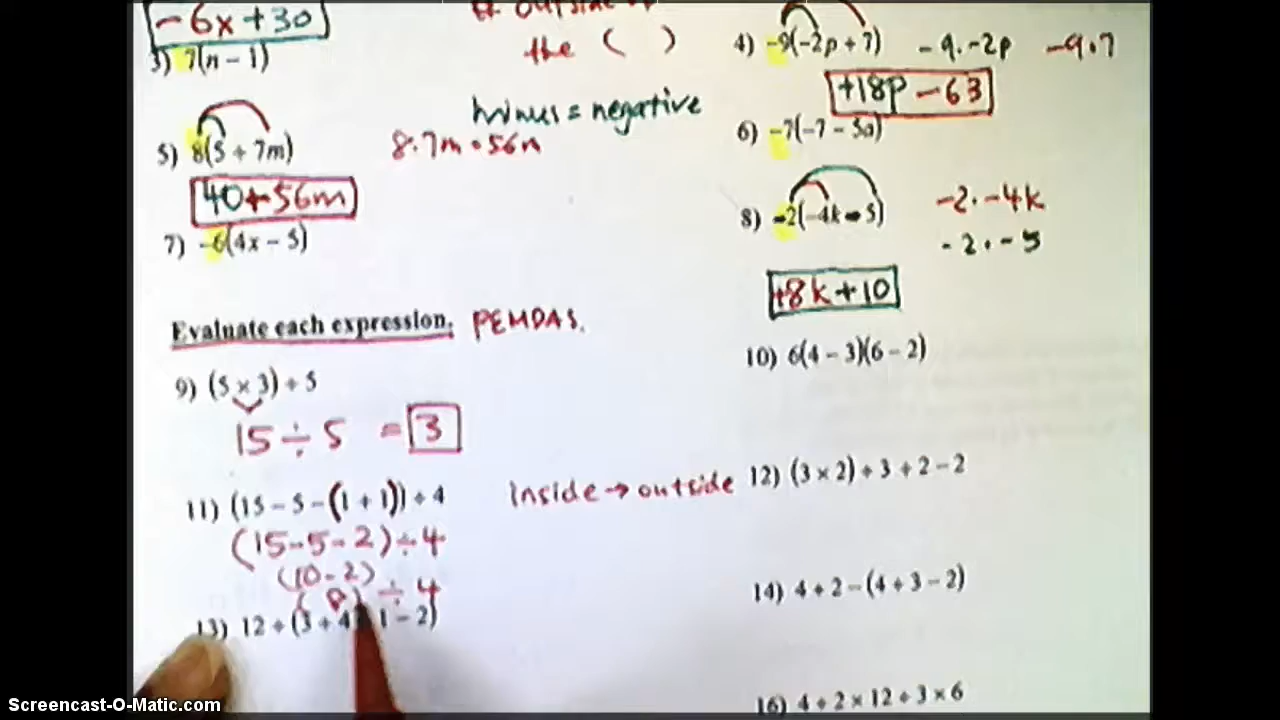 -6x+30
# outside of
the ( )
3) 7(n − 1)
minus = negative
4) -9(-2p + 7) -9·-2p -9·7
+18p -63
5) 8(5 + 7m) 8·7m=56m
40+56m
6) -7(-7 − 5a)
7) -6(4x − 5)
8) -2(-4k - 5) -2·-4k
-2·-5
+8k+10
Evaluate each expression. PEMDAS.
9) (5 × 3) ÷ 5
15 ÷ 5 = 3
10) 6(4 − 3)(6 − 2)
11) (15 − 5 − (1 + 1)) ÷ 4 inside→outside
(15-5-2)÷4
(10-2)
(8) ÷ 4
12) (3 × 2) ÷ 3 + 2 − 2
13) 12 ÷ (3 + 4 1 − 2)
14) 4 + 2 − (4 + 3 − 2)
16) 4 ÷ 2 × 12 ÷ 3 × 6
Screencast-O-Matic.com